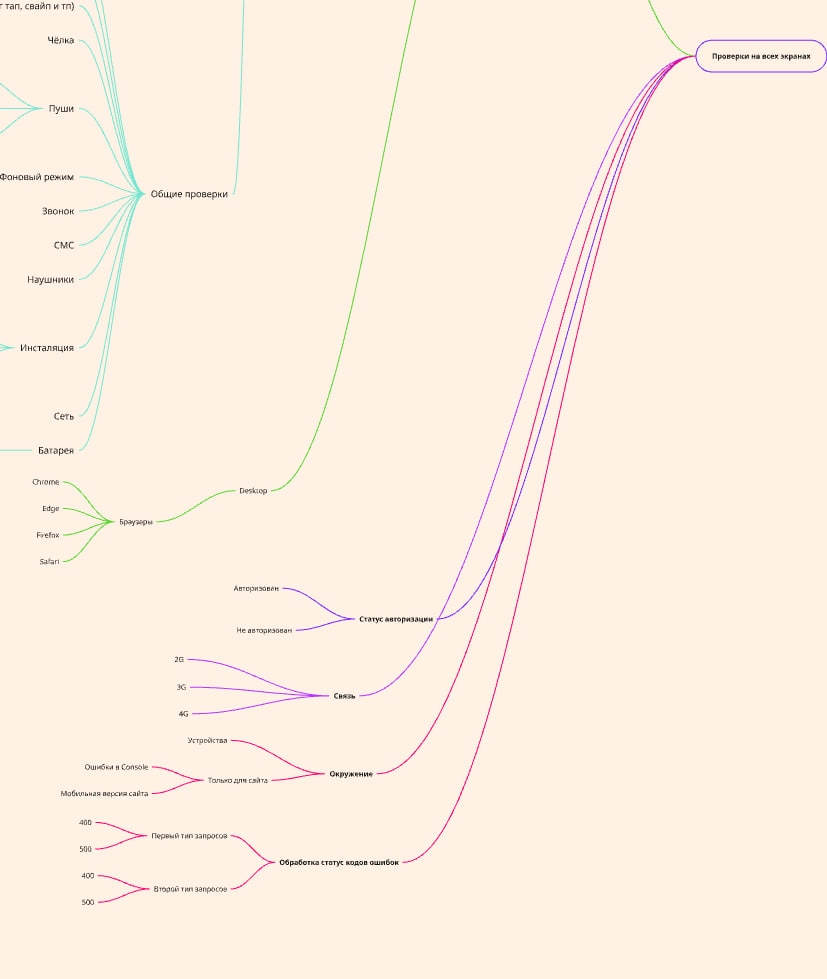 г тап, свайп и тп)
Чёлка
Проверки на всех экранах
Пуши
Фоновый режим
Общие проверки
Звонок
СМС
Наушники
Инсталяция
Сеть
Батарея
Chrome
Desktop
Edge
Браузеры
Firefox
Safari
Авторизован
Статус авторизации
Не авторизован
2G
3G
Связь
4G
Устройства
Ошибки в Console
Окружение
Только для сайта
Мобильная версия сайта
400
Первый тип запросов
500
Обработка статус кодов ошибок
400
Второй тип запросов
500